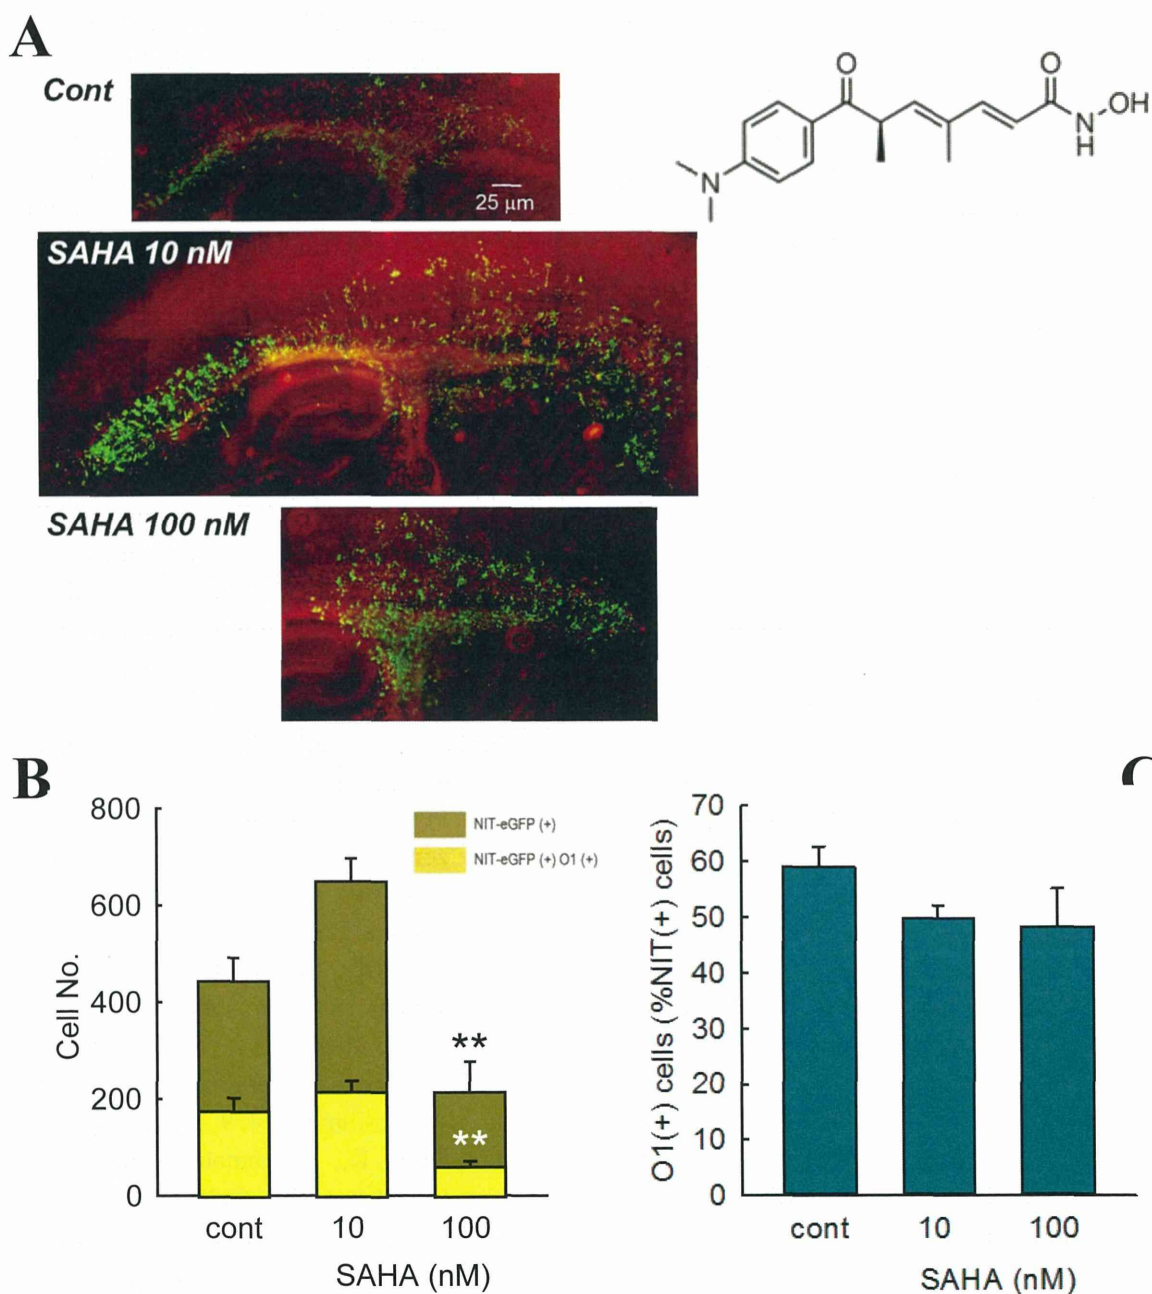 A
Cont
25 μm
SAHA 10 nM
SAHA 100 nM
O
O
N
H
OH
N
B
800
600
400
200
0
Cell No.
NIT-eGFP (+)
NIT-eGFP (+) O1 (+)
**
**
cont 10 100
SAHA (nM)
C
70
60
50
40
30
20
10
0
O1(+) cells (%NIT(+) cells)
cont 10 100
SAHA (nM)